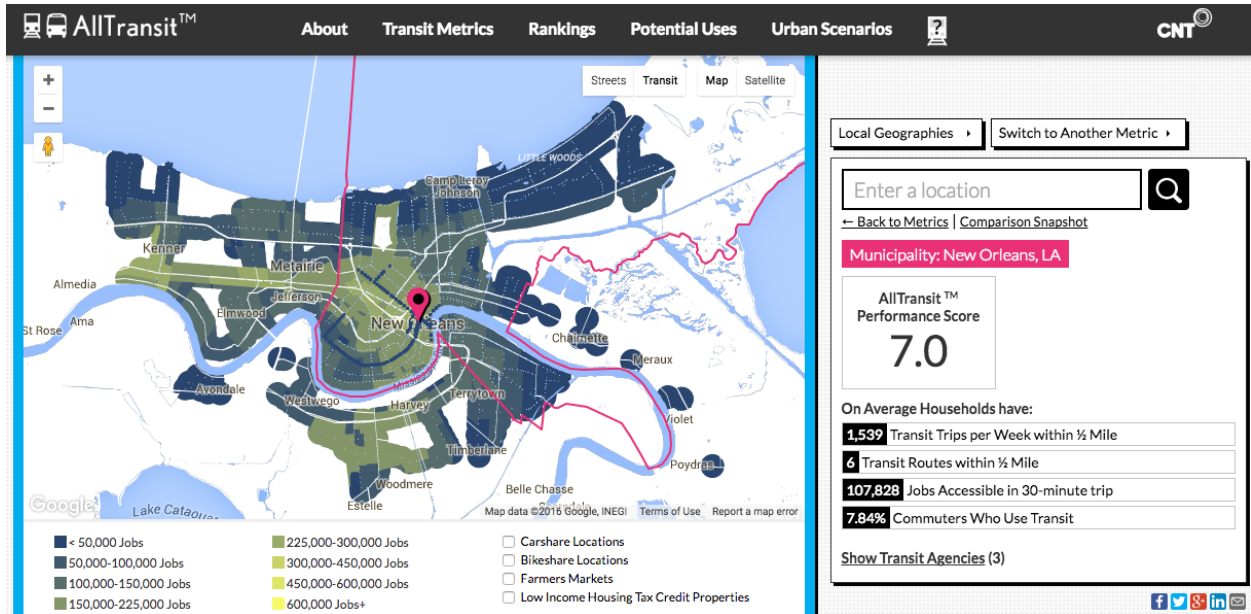 AllTransit™
About Transit Metrics Rankings Potential Uses Urban Scenarios ?
CNT
+
−
Streets Transit Map Satellite
LITTLE WOODS
Camp Leroy
Johnson
Kenner
Metairie
Almedia
Jefferson
Elmwood
Ama
St Rose
New Orleans
Chalmette
Meraux
Avondale
Mississippi
Westwego
Harvey
Terrytown
Violet
Timberlane
Poydras
Woodmere
Belle Chasse
Estelle
Google
Lake Cataoua
Map data ©2016 Google, INEGI Terms of Use Report a map error
< 50,000 Jobs
50,000-100,000 Jobs
100,000-150,000 Jobs
150,000-225,000 Jobs
225,000-300,000 Jobs
300,000-450,000 Jobs
450,000-600,000 Jobs
600,000 Jobs+
Carshare Locations
Bikeshare Locations
Farmers Markets
Low Income Housing Tax Credit Properties
Local Geographies
Switch to Another Metric
Enter a location
← Back to Metrics | Comparison Snapshot
Municipality: New Orleans, LA
AllTransit ™
Performance Score
7.0
On Average Households have:
1,539 Transit Trips per Week within ½ Mile
6 Transit Routes within ½ Mile
107,828 Jobs Accessible in 30-minute trip
7.84% Commuters Who Use Transit
Show Transit Agencies (3)